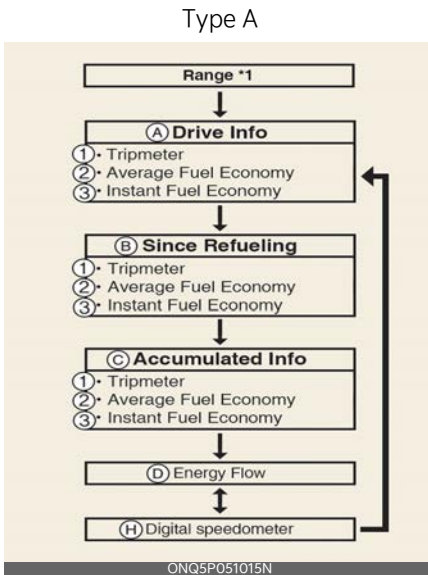 Type A
Range *1
Ⓐ Drive Info
①• Tripmeter
②• Average Fuel Economy
③• Instant Fuel Economy
Ⓑ Since Refueling
①• Tripmeter
②• Average Fuel Economy
③• Instant Fuel Economy
Ⓒ Accumulated Info
①• Tripmeter
②• Average Fuel Economy
③• Instant Fuel Economy
Ⓓ Energy Flow
Ⓗ Digital speedometer
ONQ5P051015N